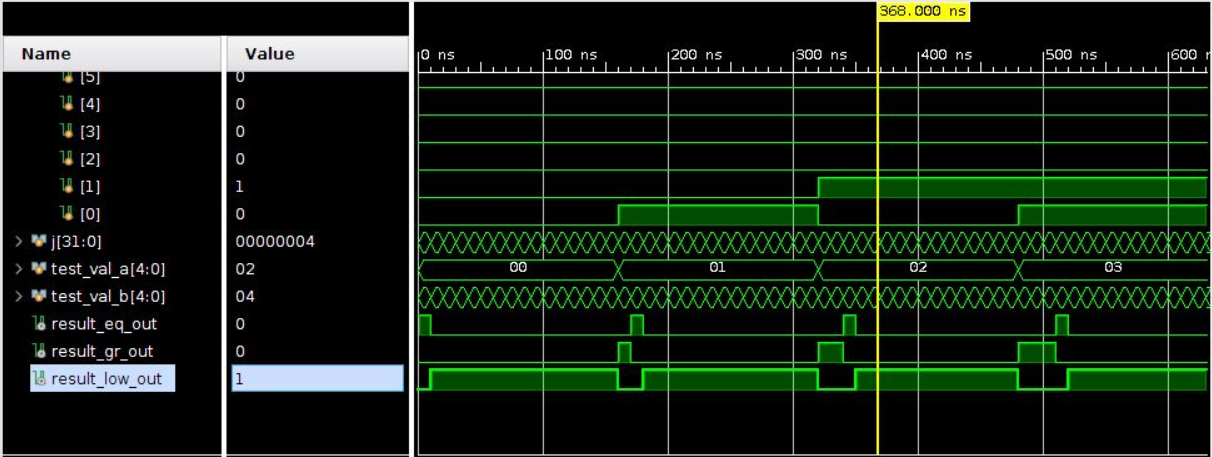 368.000 ns
Name Value
0 ns 100 ns 200 ns 300 ns 400 ns 500 ns 600
[5] 0
[4] 0
[3] 0
[2] 0
[1] 1
[0] 0
j[31:0] 00000004
test_val_a[4:0] 02 00 01 02 03
test_val_b[4:0] 04
result_eq_out 0
result_gr_out 0
result_low_out 1